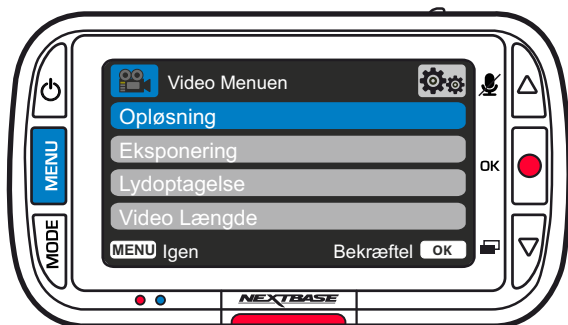 Video Menuen
Opløsning
Eksponering
Lydoptagelse
Video Længde
MENU Igen
Bekræftel OK
MENU
MODE
OK
NEXTBASE